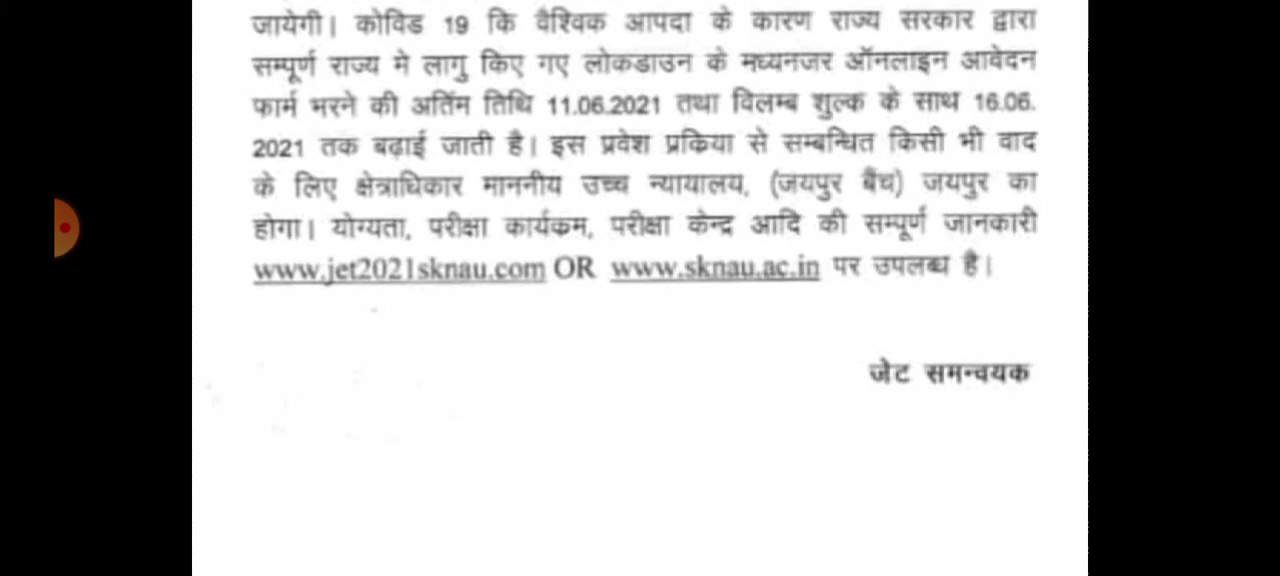 जायेगी। कोविड 19 कि वैश्विक आपदा के कारण राज्य सरकार द्वारा
सम्पूर्ण राज्य मे लागु किए गए लोकडाउन के मध्यनजर ऑनलाइन आवेदन
फार्म भरने की अतिंम तिथि 11.06.2021 तथा विलम्ब शुल्क के साथ 16.06.
2021 तक बढ़ाई जाती है। इस प्रवेश प्रक्रिया से सम्बन्धित किसी भी वाद
के लिए क्षेत्राधिकार माननीय उच्च न्यायालय, (जयपुर बैंच) जयपुर का
होगा। योग्यता, परीक्षा कार्यकम, परीक्षा केन्द्र आदि की सम्पूर्ण जानकारी
www.jet2021sknau.com OR www.sknau.ac.in पर उपलब्ध है।
जेट समन्वयक